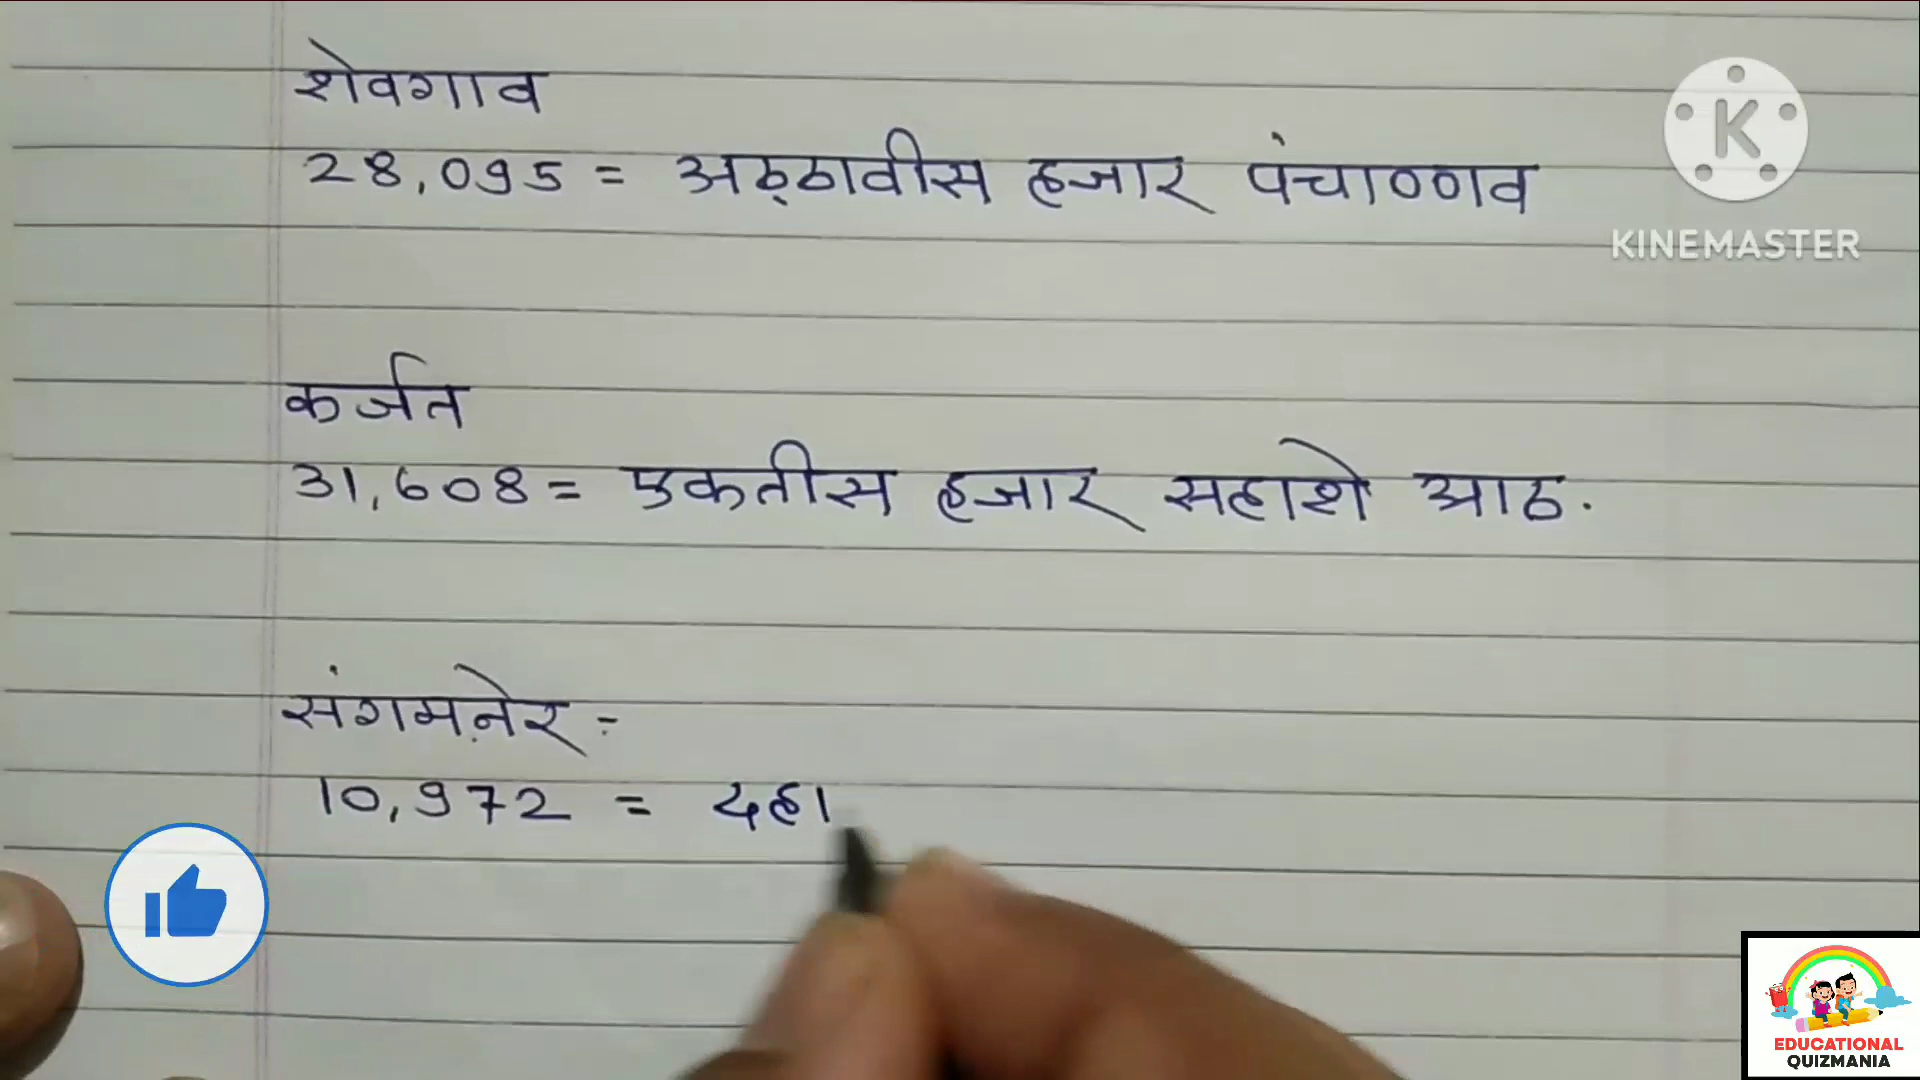 शेवगाव
28,095 = अठ्ठावीस हजार पंचाण्णव
कर्जत
31,608 = एकतीस हजार सहाशे आठ.
संगमनेर :-
10,972 = दहा
K
KINEMASTER
EDUCATIONAL
QUIZMANIA